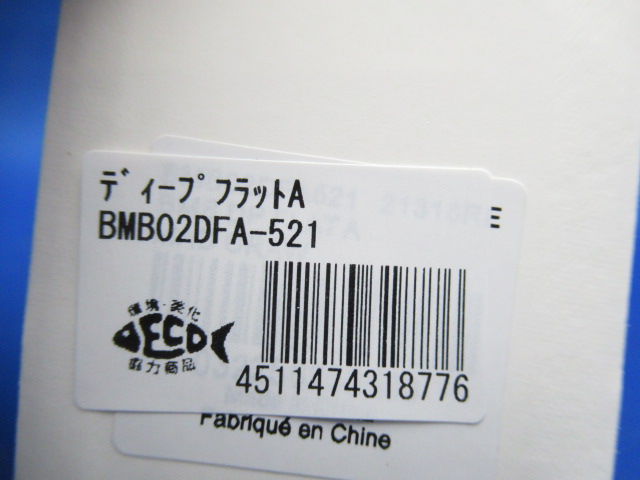 ﾃﾞｨｰﾌﾟﾌﾗｯﾄA
BMB02DFA-521
環境・美化
ECO
協力商品
4511474318776
Fabriqué en Chine